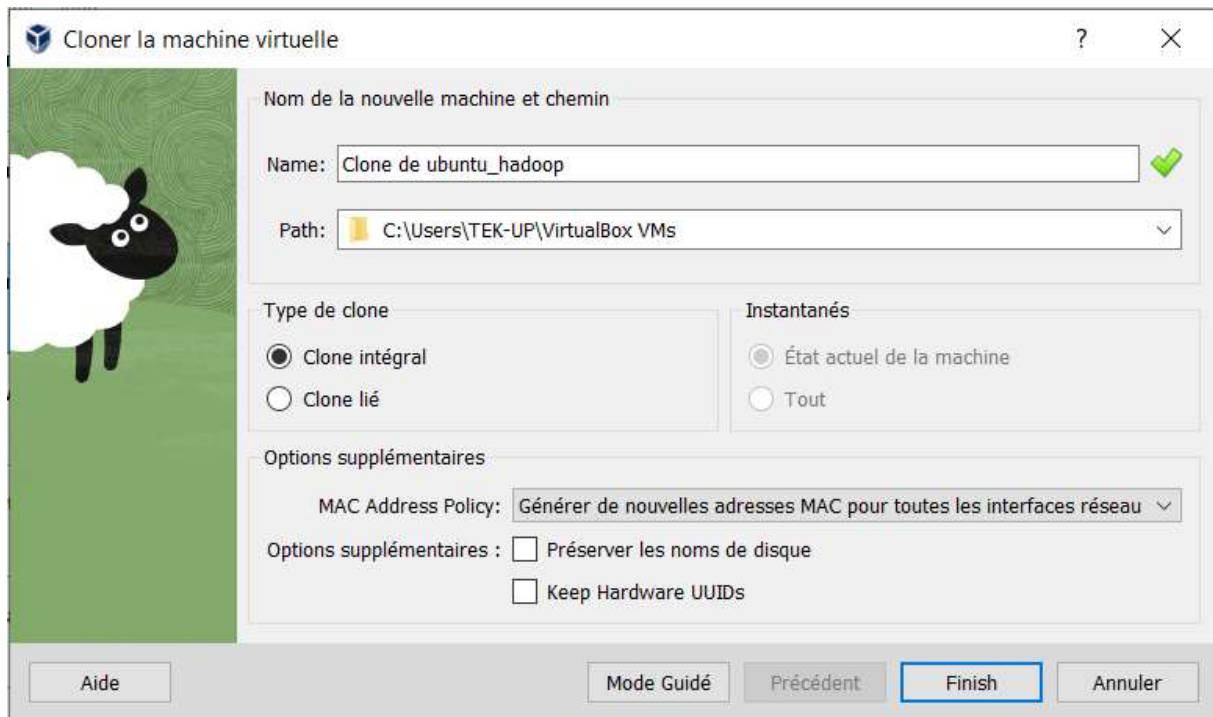 Cloner la machine virtuelle
?
Nom de la nouvelle machine et chemin
Name: Clone de ubuntu_hadoop
Path: C:\Users\TEK-UP\VirtualBox VMs
Type de clone
Clone intégral
Clone lié
Instantanés
État actuel de la machine
Tout
Options supplémentaires
MAC Address Policy: Générer de nouvelles adresses MAC pour toutes les interfaces réseau
Options supplémentaires : Préserver les noms de disque
Keep Hardware UUIDs
Aide Mode Guidé Précédent Finish Annuler